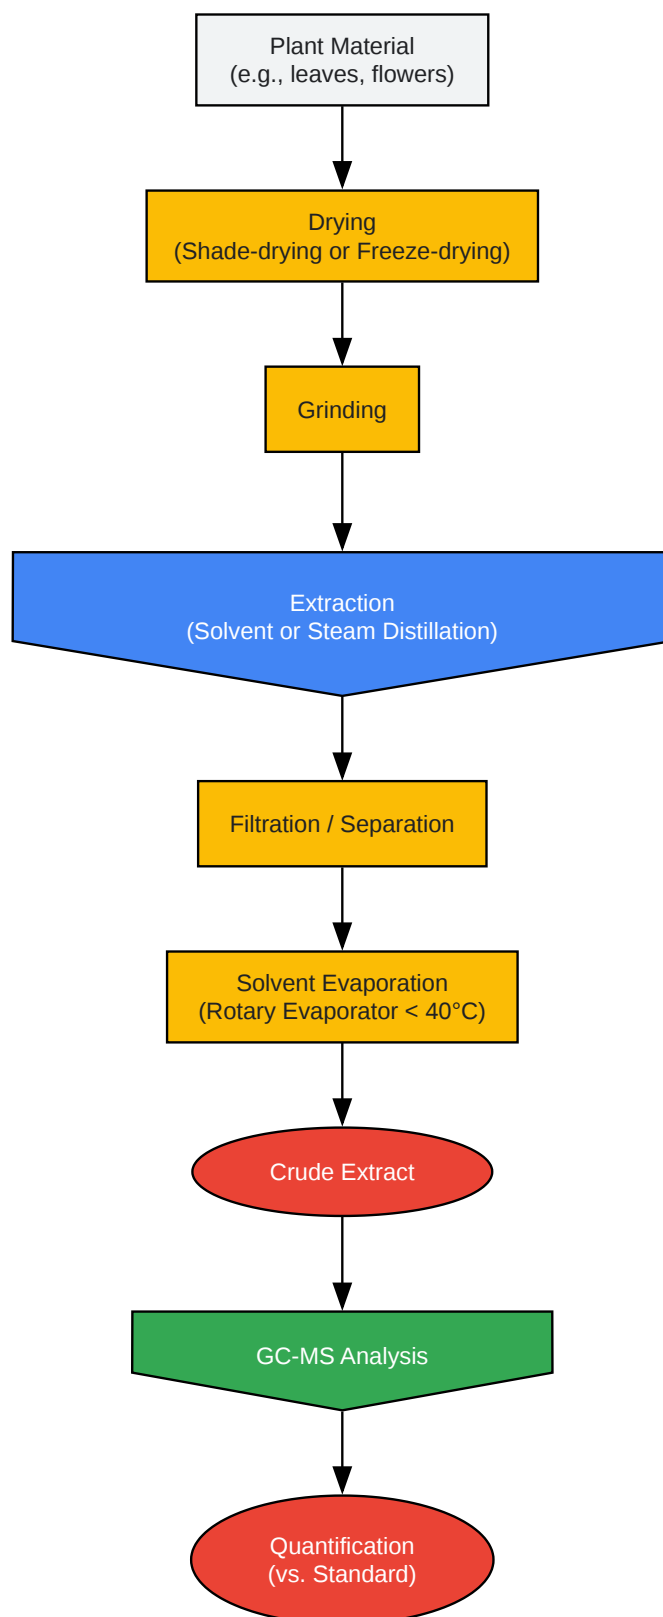 Plant Material
(e.g., leaves, flowers)
Drying
(Shade-drying or Freeze-drying)
Grinding
Extraction
(Solvent or Steam Distillation)
Filtration / Separation
Solvent Evaporation
(Rotary Evaporator < 40°C)
Crude Extract
GC-MS Analysis
Quantification
(vs. Standard)